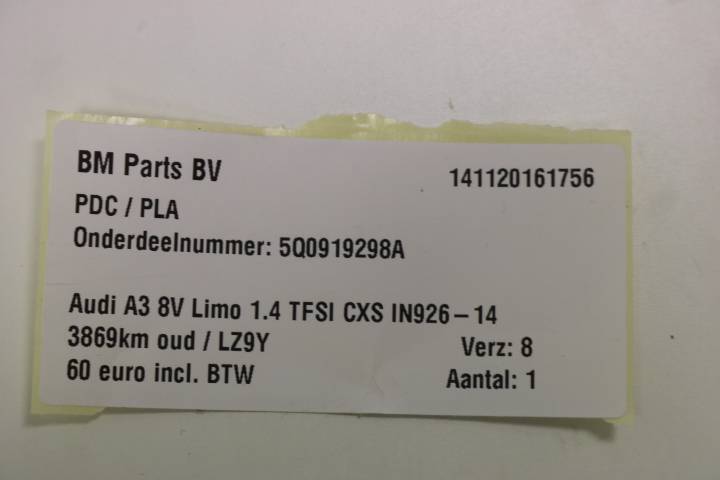 BM Parts BV 141120161756
PDC / PLA
Onderdeelnummer: 5Q0919298A
Audi A3 8V Limo 1.4 TFSI CXS IN926-14
3869km oud / LZ9Y Verz: 8
60 euro incl. BTW Aantal: 1